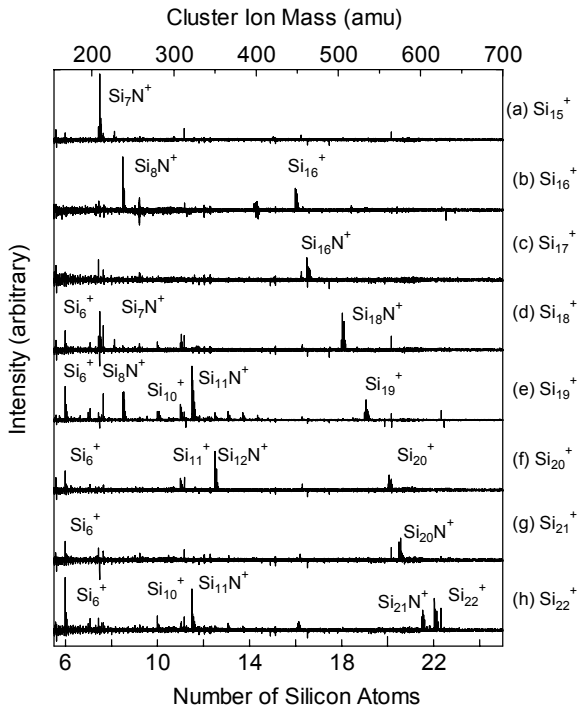 Cluster Ion Mass (amu)
200 300 400 500 600 700
Si₇N⁺
(a) Si₁₅⁺
Si₈N⁺ Si₁₆⁺
(b) Si₁₆⁺
Si₁₆N⁺
(c) Si₁₇⁺
Si₆⁺ Si₇N⁺ Si₁₈N⁺
(d) Si₁₈⁺
Si₆⁺ Si₈N⁺ Si₁₀⁺ Si₁₁N⁺ Si₁₉⁺
(e) Si₁₉⁺
Si₆⁺ Si₁₁⁺ Si₁₂N⁺ Si₂₀⁺
(f) Si₂₀⁺
Si₆⁺ Si₂₀N⁺
(g) Si₂₁⁺
Si₆⁺ Si₁₀⁺ Si₁₁N⁺ Si₂₁N⁺ Si₂₂⁺
(h) Si₂₂⁺
Intensity (arbitrary)
6 10 14 18 22
Number of Silicon Atoms